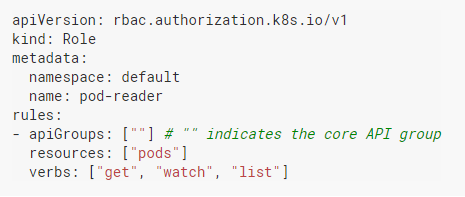 apiVersion: rbac.authorization.k8s.io/v1
kind: Role
metadata:
  namespace: default
  name: pod-reader
rules:
- apiGroups: [""] # "" indicates the core API group
  resources: ["pods"]
  verbs: ["get", "watch", "list"]